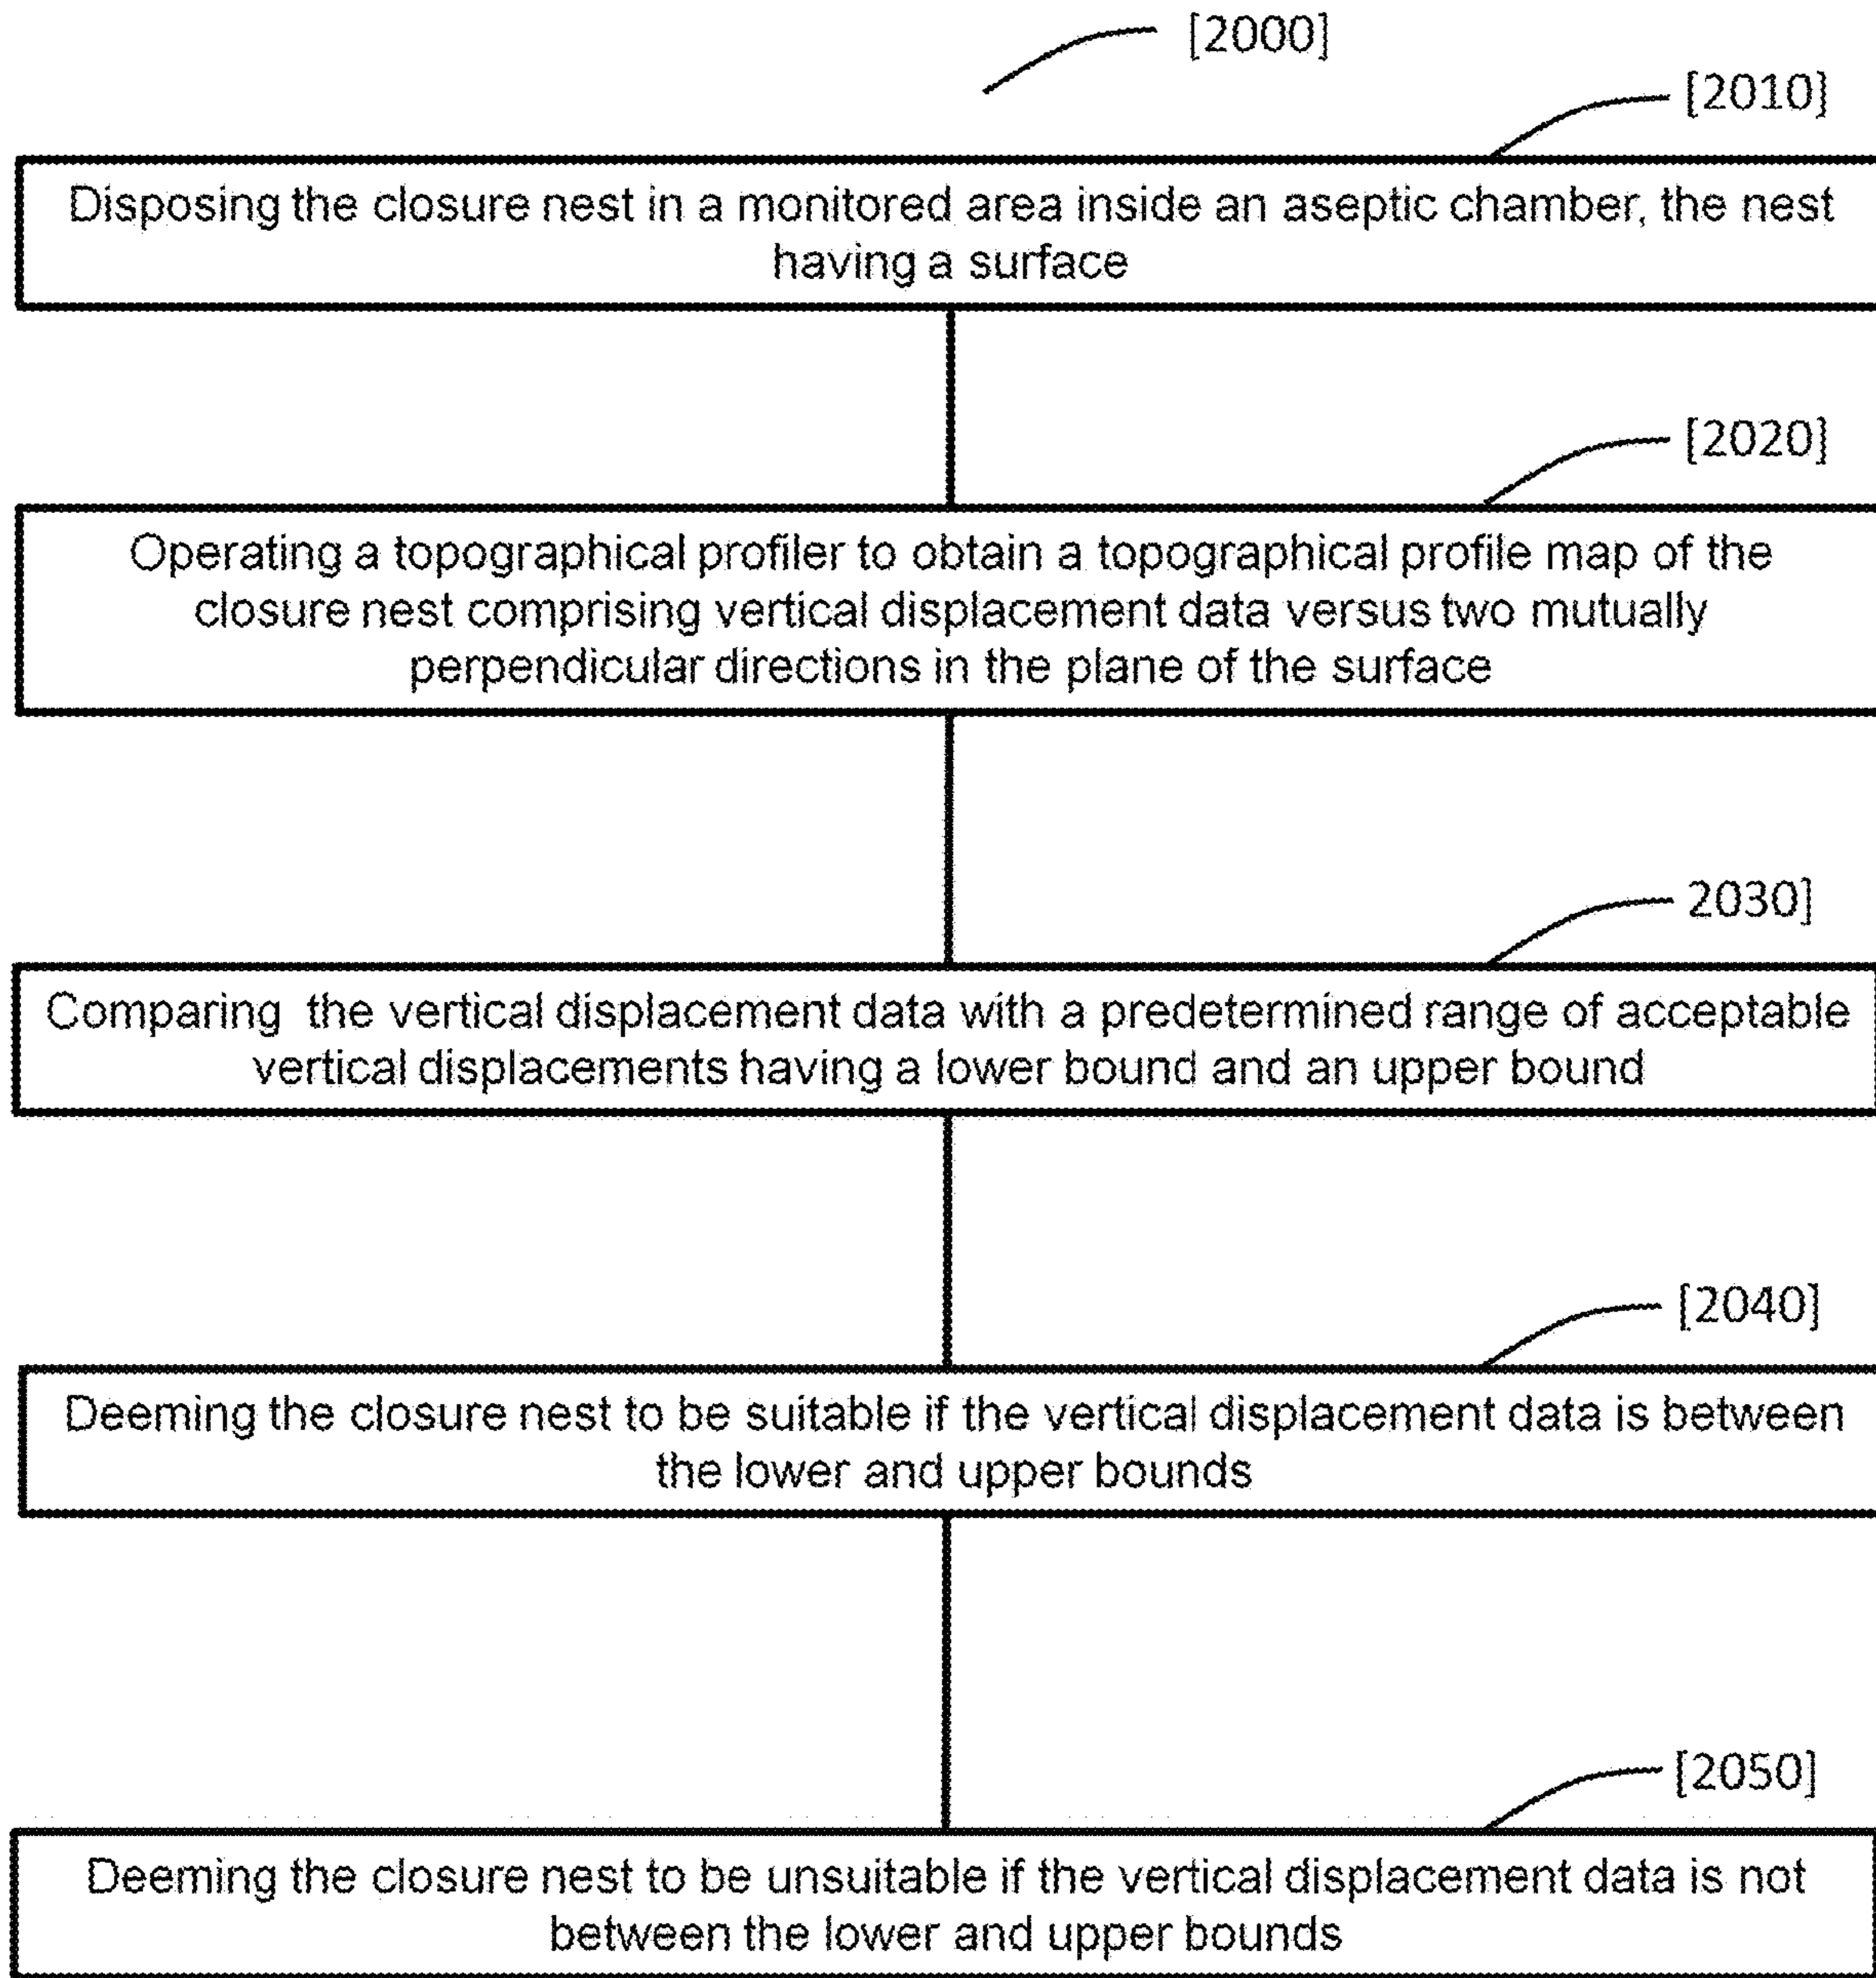 [2000]
[2010]
Disposing the closure nest in a monitored area inside an aseptic chamber, the nest
having a surface
[2020]
Operating a topographical profiler to obtain a topographical profile map of the
closure nest comprising vertical displacement data versus two mutually
perpendicular directions in the plane of the surface
2030]
Comparing the vertical displacement data with a predetermined range of acceptable
vertical displacements having a lower bound and an upper bound
[2040]
Deeming the closure nest to be suitable if the vertical displacement data is between
the lower and upper bounds
[2050]
Deeming the closure nest to be unsuitable if the vertical displacement data is not
between the lower and upper bounds